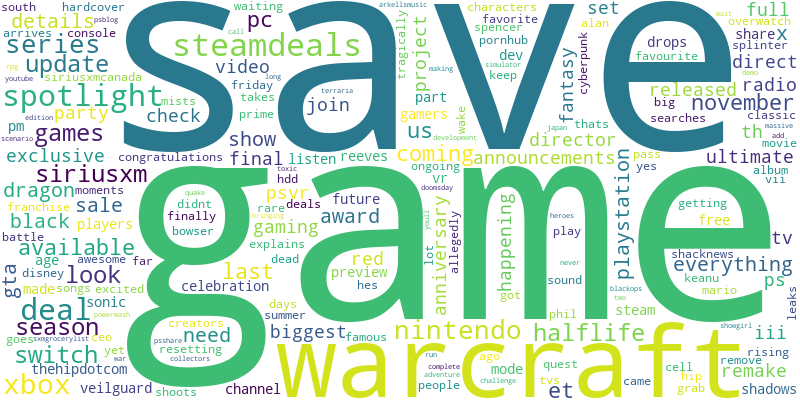 save
game
warcraft
south
hardcover
psblog
details
arrives
console
series
siriusxmcanada
update
cpg
youtube
mists
spotlight
edition
party
pm
games
scenario
exclusive
siriusxm
dragon
moments
franchise
sale
black
players
battle
available
age
awesome
far
gta
disney
look
made
songs
excited
deal
sonic
season
goes
sxmgrocerylist
ceo
switch
yet
war
thehipdotcom
xbox
veilguard
shoots
waiting
arkellsmusic
pc
call
steamdeals
video
long
friday
takes
terraria
check
prime
join
show
final
listen
reeves
congratulations
toxic
hdd
psvr
rare
deals
didnt
quake
finally
bowser
gaming
explains
bringing
dead
celebration
last
days
summer
creators
psshare
need
resetting
collectors
biggest
famous
channel
future
award
red
preview
hes
tragically
project
characters
favorite
spencer
pornhub
dev
making
simulator
keep
part
gamers
us
wake
development
coming
announcements
ongoing
vr
doomsday
anniversary
lot
yall
allegedly
happening
got
phil
nintendo
run
complete
adventure
people
challenge
ago
mode
tvs
quest
et
halflife
set
alan
overwatch
wait
full
share
x
splinter
drops
favourite
direct
cyberpunk
fantasy
released
radio
big
november
searches
classic
demo
thats
massive
add
movie
japan
th
director
pass
yes
ultimate
album
vii
future
heroes
play
never
sound
playstation
getting
free
tv
shacknews
everything
keanu
mario
ps
leaks
blackops
two
steam
showgirl
iii
rising
cell
remove
remake
came
hip
grab
shadows